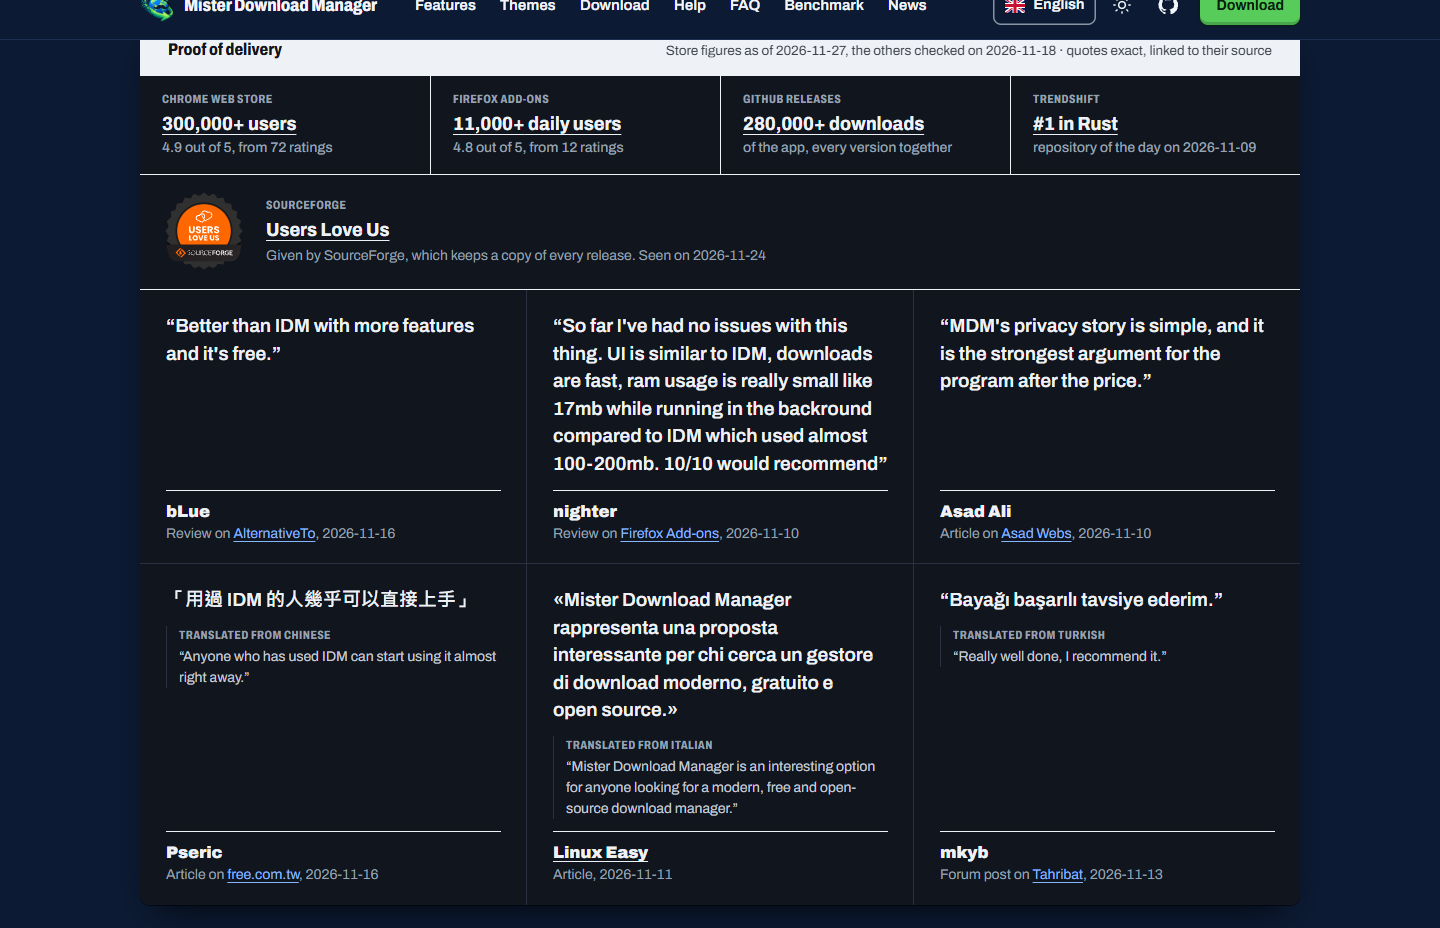 Mister Download Manager Features Themes Download Help FAQ Benchmark News English Download
Proof of delivery Store figures as of 2026-11-27, the others checked on 2026-11-18 · quotes exact, linked to their source
CHROME WEB STORE
300,000+ users
4.9 out of 5, from 72 ratings
FIREFOX ADD-ONS
11,000+ daily users
4.8 out of 5, from 12 ratings
GITHUB RELEASES
280,000+ downloads
of the app, every version together
TRENDSHIFT
#1 in Rust
repository of the day on 2026-11-09
USERS
LOVE US
SOURCEFORGE
SOURCEFORGE
Users Love Us
Given by SourceForge, which keeps a copy of every release. Seen on 2026-11-24
“Better than IDM with more features
and it's free.”
bLue
Review on AlternativeTo, 2026-11-16
“So far I've had no issues with this
thing. UI is similar to IDM, downloads
are fast, ram usage is really small like
17mb while running in the backround
compared to IDM which used almost
100-200mb. 10/10 would recommend”
nighter
Review on Firefox Add-ons, 2026-11-10
“MDM's privacy story is simple, and it
is the strongest argument for the
program after the price.”
Asad Ali
Article on Asad Webs, 2026-11-10
「用過 IDM 的人幾乎可以直接上手」
TRANSLATED FROM CHINESE
“Anyone who has used IDM can start using it almost
right away.”
Pseric
Article on free.com.tw, 2026-11-16
«Mister Download Manager
rappresenta una proposta
interessante per chi cerca un gestore
di download moderno, gratuito e
open source.»
TRANSLATED FROM ITALIAN
“Mister Download Manager is an interesting option
for anyone looking for a modern, free and open-
source download manager.”
Linux Easy
Article, 2026-11-11
“Bayağı başarılı tavsiye ederim.”
TRANSLATED FROM TURKISH
“Really well done, I recommend it.”
mkyb
Forum post on Tahribat, 2026-11-13